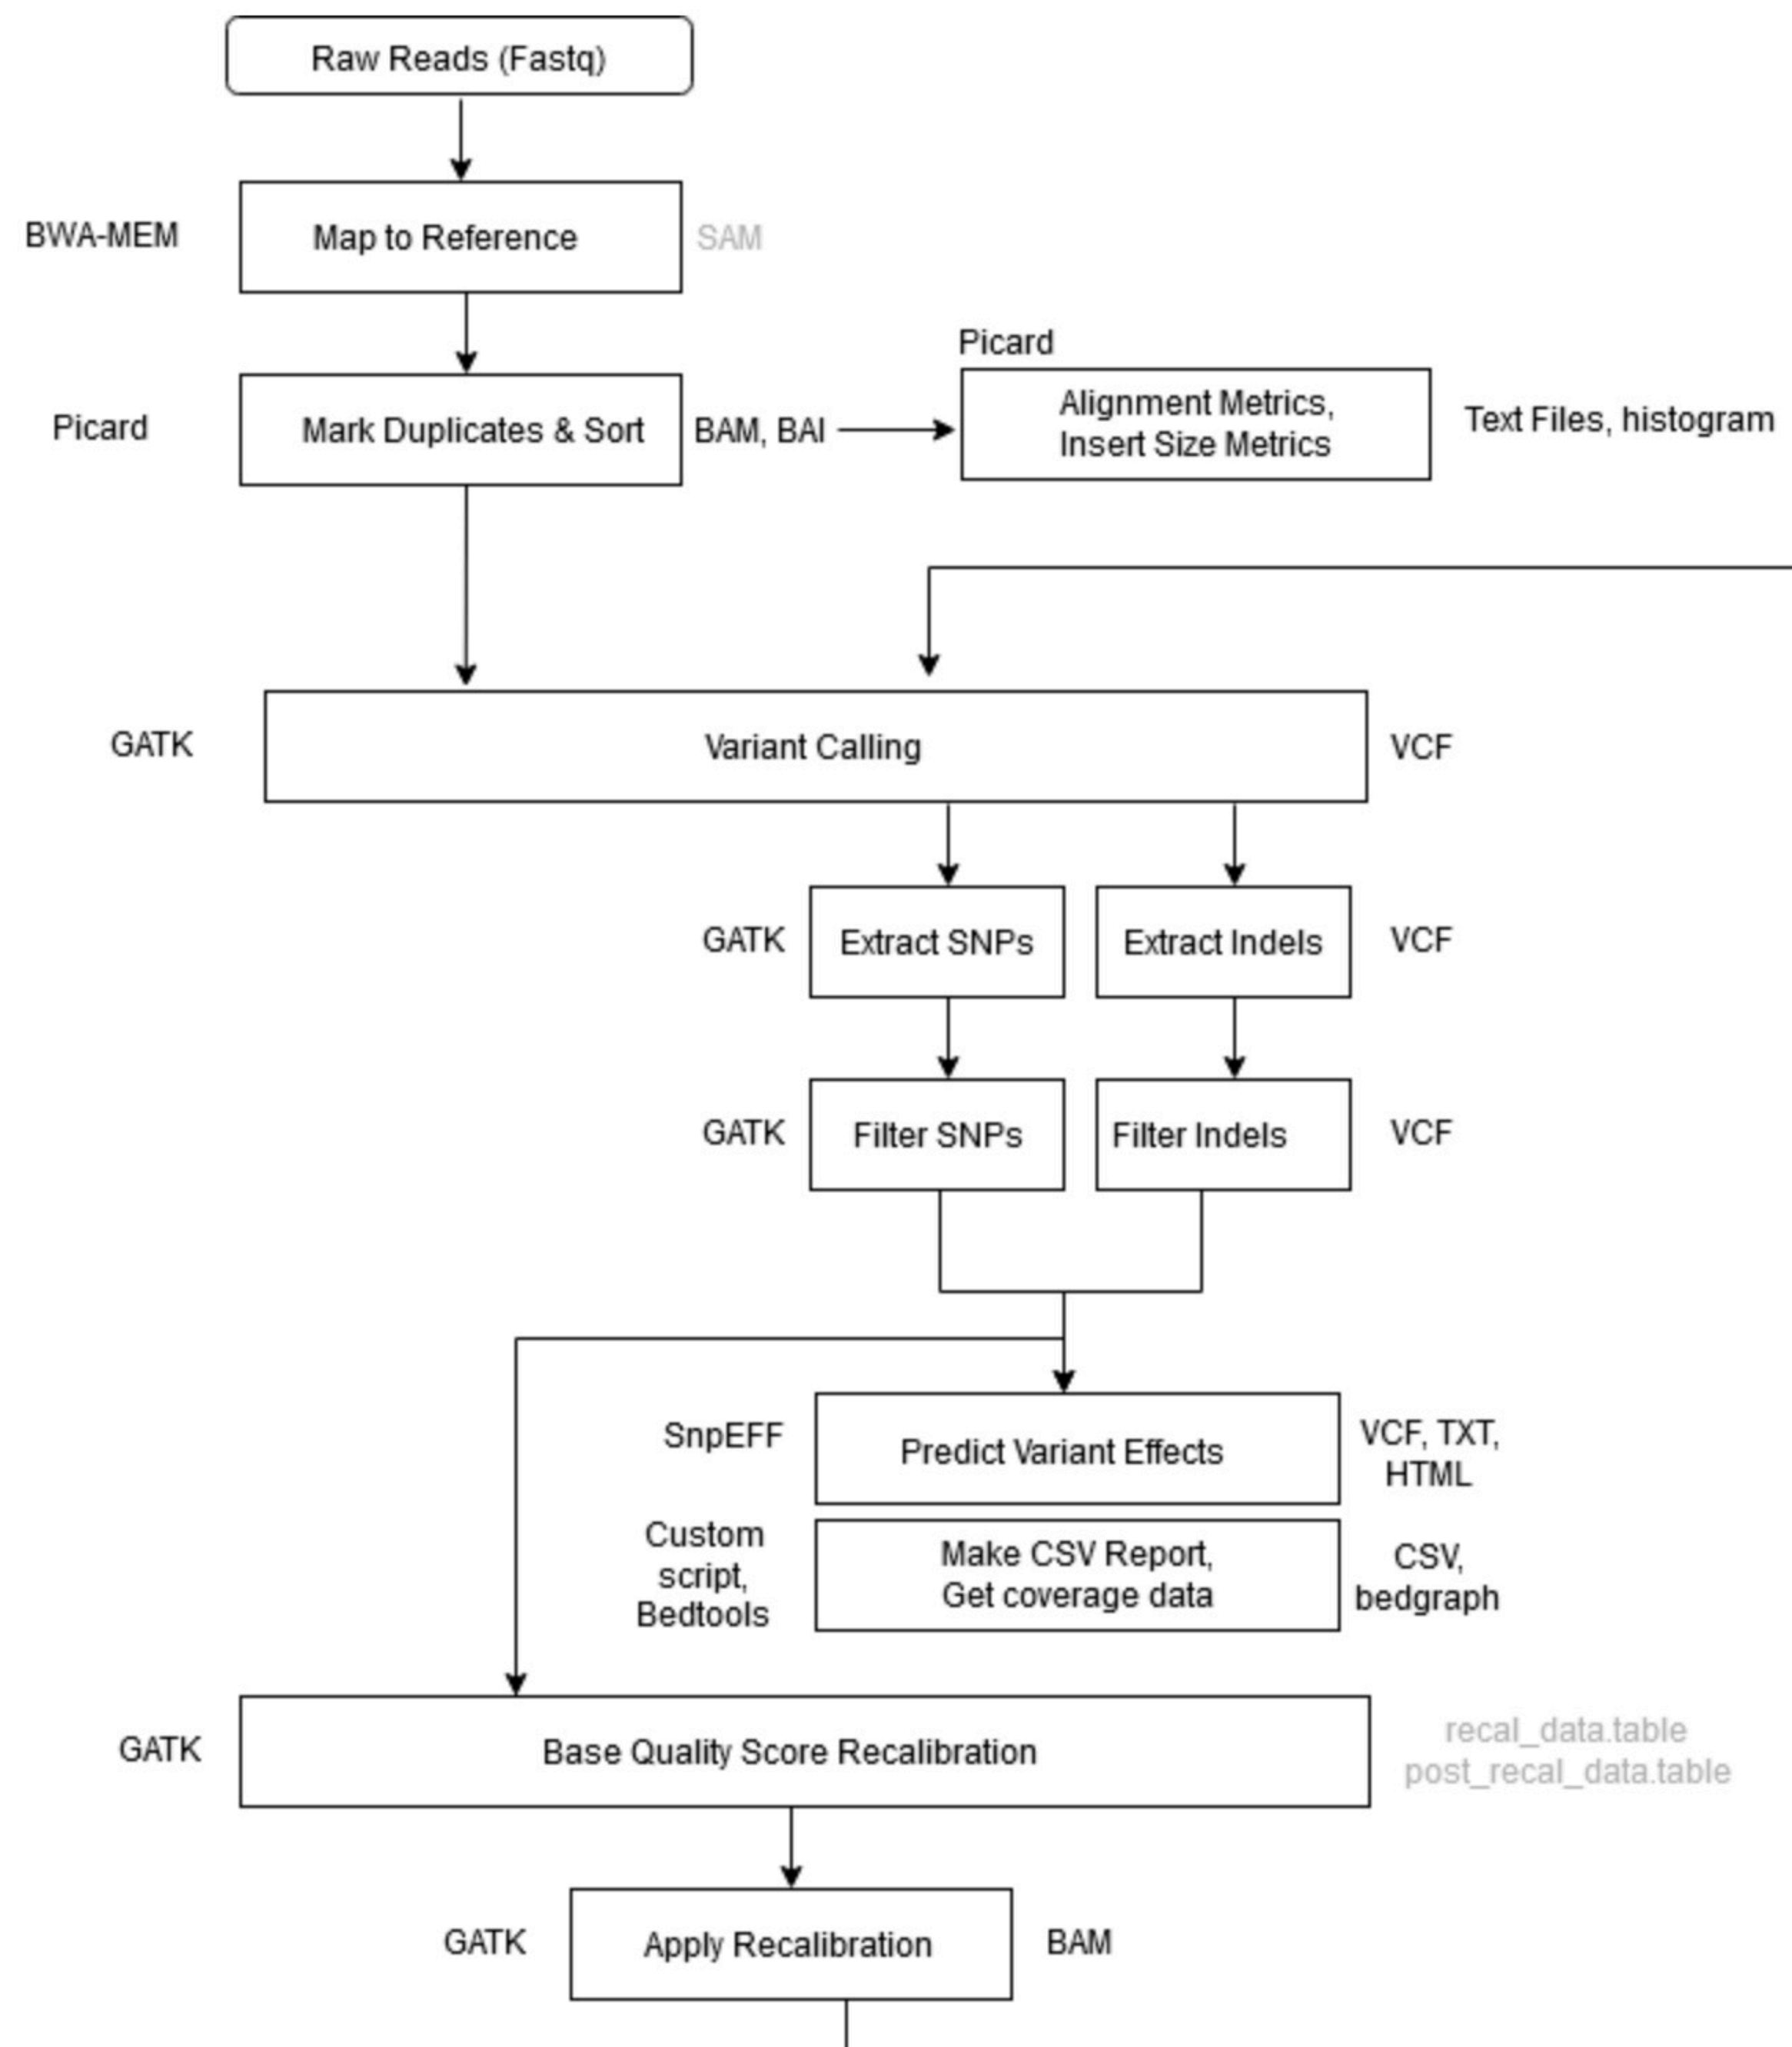 Raw Reads (Fastq)
BWA-MEM
Map to Reference
SAM
Picard
Mark Duplicates & Sort
BAM, BAI
Picard
Alignment Metrics,
Insert Size Metrics
Text Files, histogram
GATK
Variant Calling
VCF
GATK
Extract SNPs
Extract Indels
VCF
GATK
Filter SNPs
Filter Indels
VCF
SnpEFF
Predict Variant Effects
VCF, TXT,
HTML
Custom
script,
Bedtools
Make CSV Report,
Get coverage data
CSV,
bedgraph
GATK
Base Quality Score Recalibration
recal_data.table
post_recal_data.table
GATK
Apply Recalibration
BAM